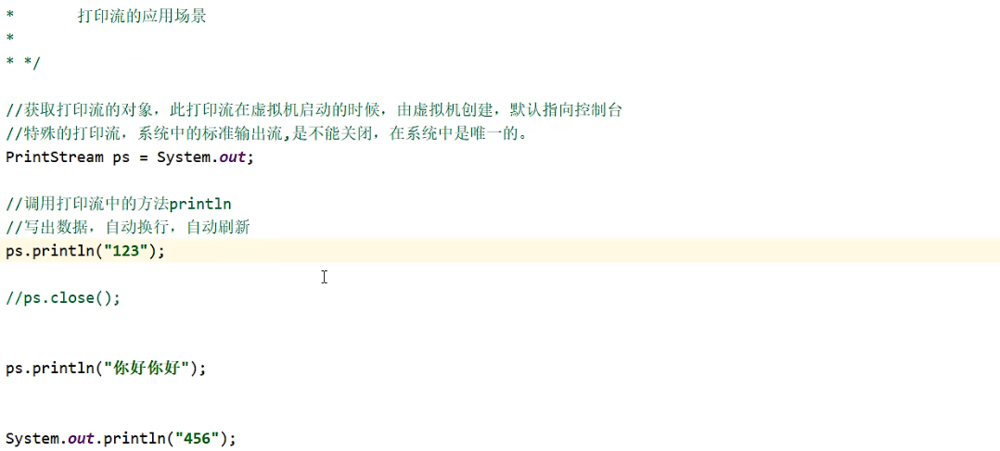 *       打印流的应用场景
*
* */
//获取打印流的对象，此打印流在虚拟机启动的时候，由虚拟机创建，默认指向控制台
//特殊的打印流，系统中的标准输出流,是不能关闭，在系统中是唯一的。
PrintStream ps = System.out;
//调用打印流中的方法println
//写出数据，自动换行，自动刷新
ps.println("123");
//ps.close();
ps.println("你好你好");
System.out.println("456");